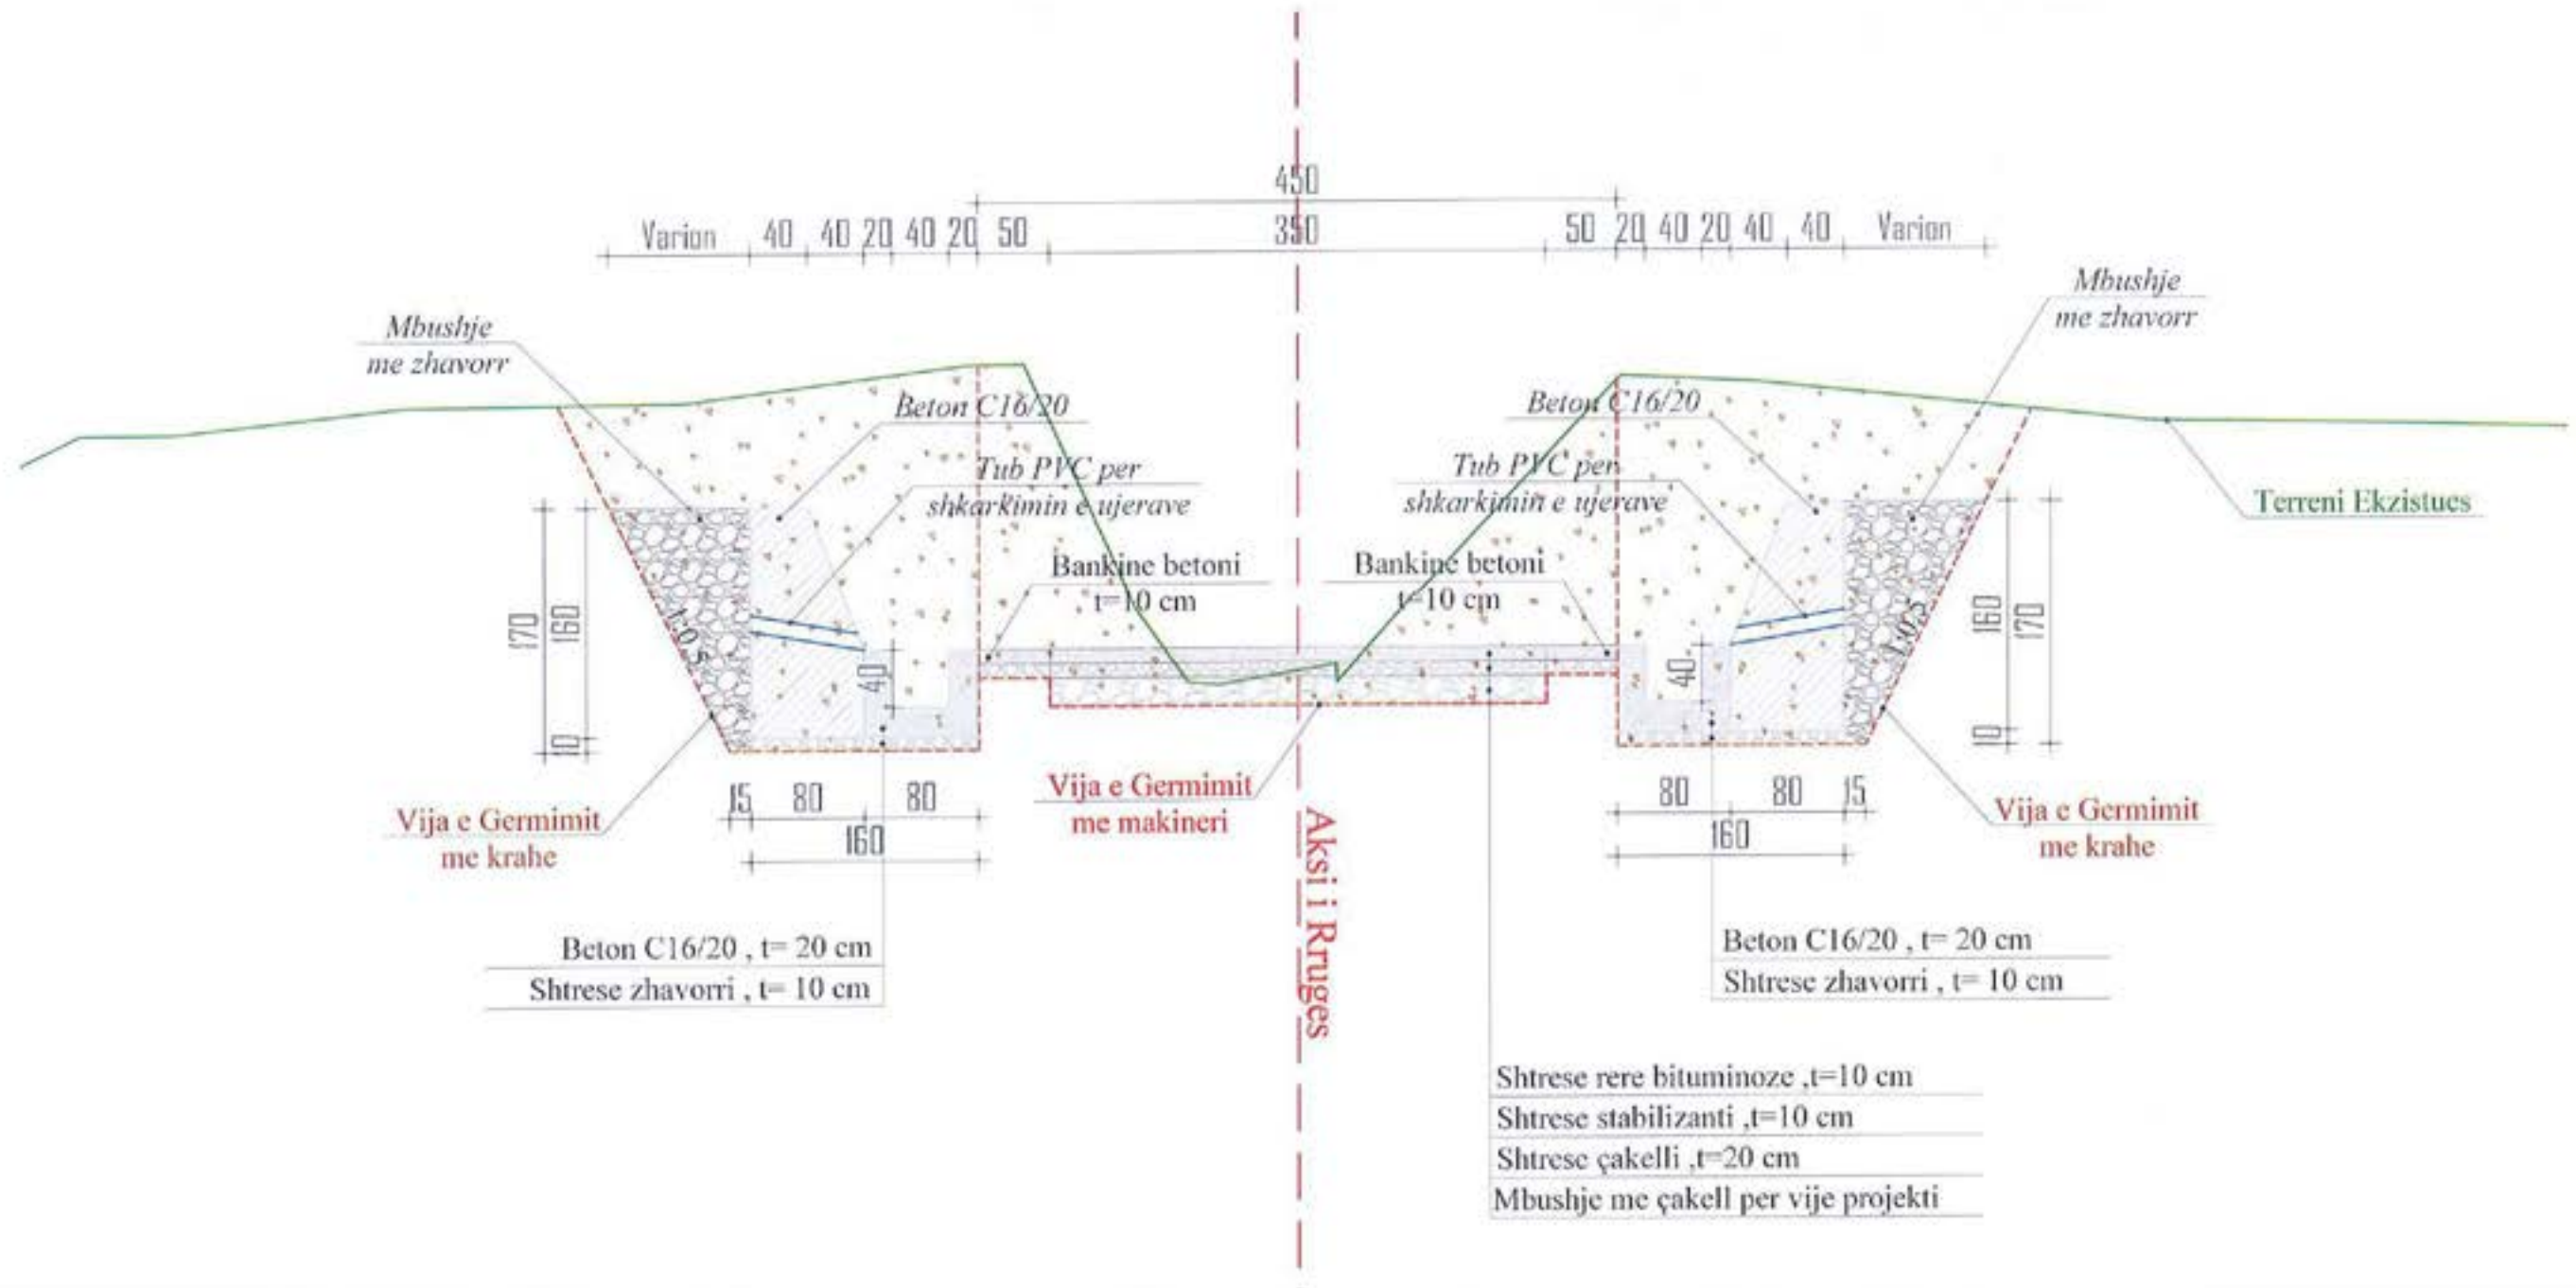 450
Varion 40 40 20 40 20 50 350 50 20 40 20 40 40 Varion
Mbushje
me zhavorr
Mbushje
me zhavorr
Beton C16/20
Beton C16/20
Tub PVC per
shkarkimin e ujerave
Tub PVC per
shkarkimin e ujerave
Terreni Ekzistues
Bankine betoni
t=10 cm
Bankine betoni
t=10 cm
170
160
10
1:0.5
40
40
1:0.5
160
10
170
Vija e Germimit
me krahe
15 80 80
160
Vija e Germimit
me makineri
80 80 15
160
Vija e Germimit
me krahe
Aksi i Rruges
Beton C16/20 , t= 20 cm
Shtrese zhavorri , t= 10 cm
Beton C16/20 , t= 20 cm
Shtrese zhavorri , t= 10 cm
Shtrese rere bituminoze ,t=10 cm
Shtrese stabilizanti ,t=10 cm
Shtrese çakelli ,t=20 cm
Mbushje me çakell per vije projekti